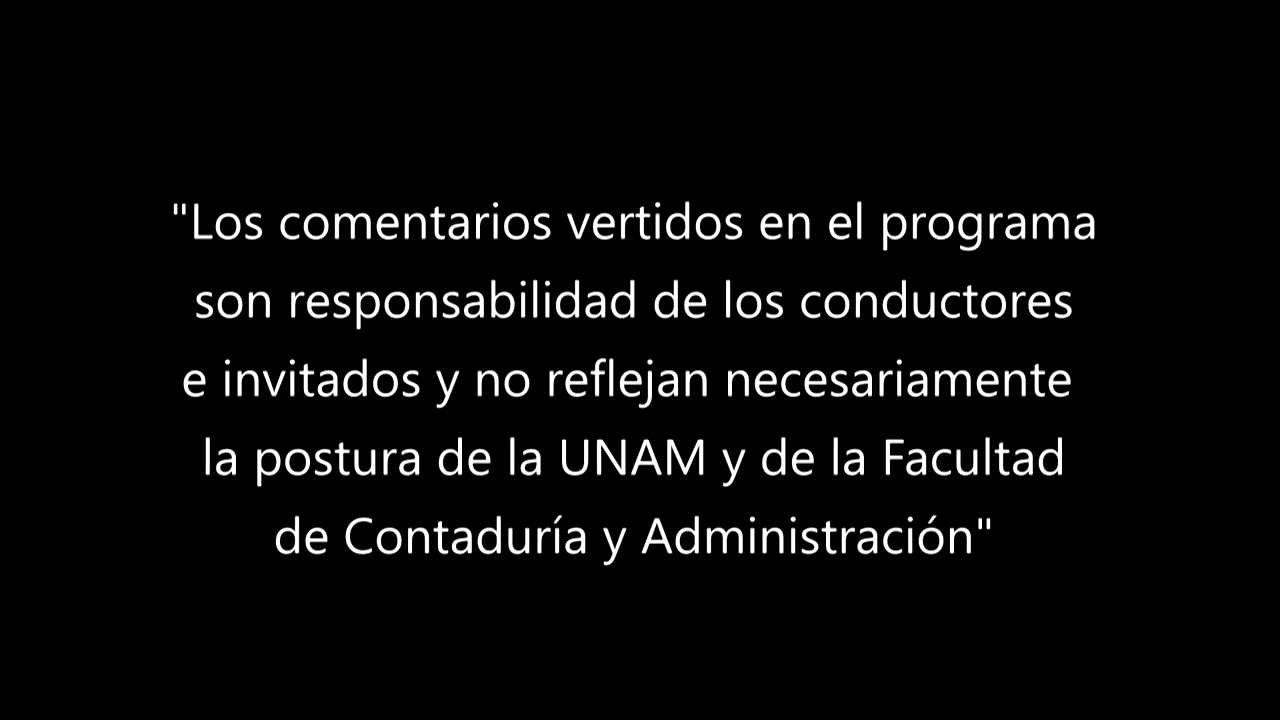 "Los comentarios vertidos en el programa
son responsabilidad de los conductores
e invitados y no reflejan necesariamente
la postura de la UNAM y de la Facultad
de Contaduría y Administración"